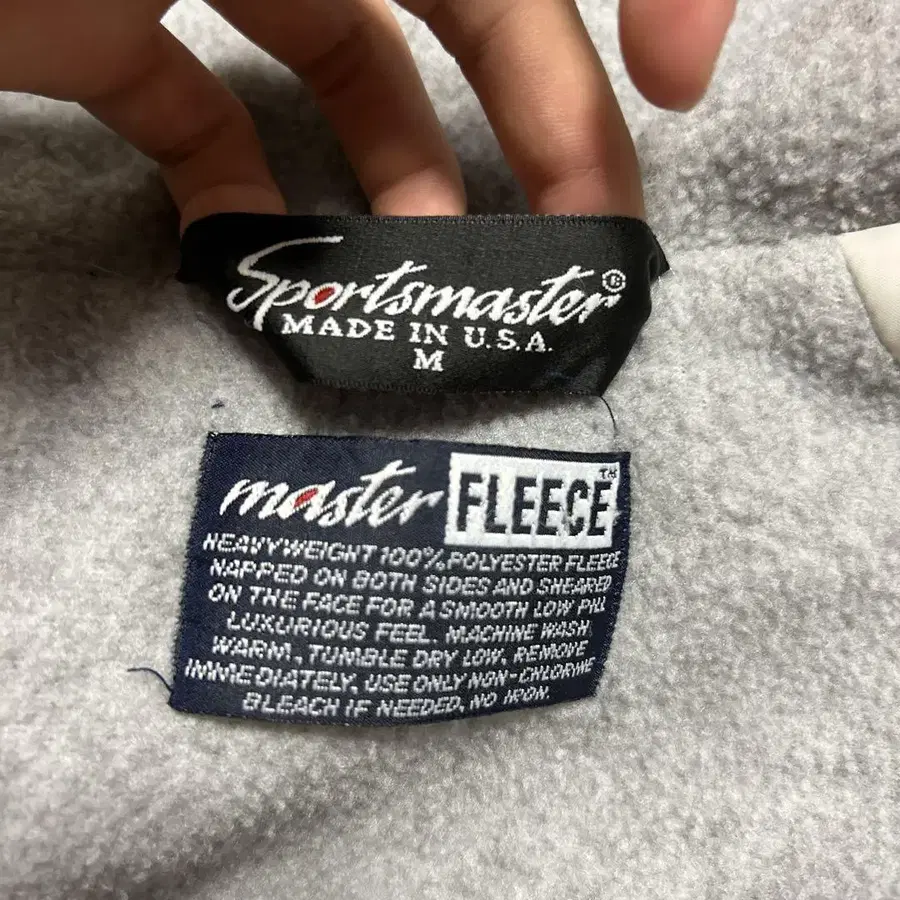 Sportsmaster®
MADE IN U.S.A.
M
master FLEECE™
HEAVYWEIGHT 100% POLYESTER FLEECE
NAPPED ON BOTH SIDES AND SHEARED
ON THE FACE FOR A SMOOTH LOW PILL
LUXURIOUS FEEL. MACHINE WASH
WARM., TUMBLE DRY LOW, REMOVE
IMMEDIATELY, USE ONLY NON-CHLORINE
BLEACH IF NEEDED, NO IRON.